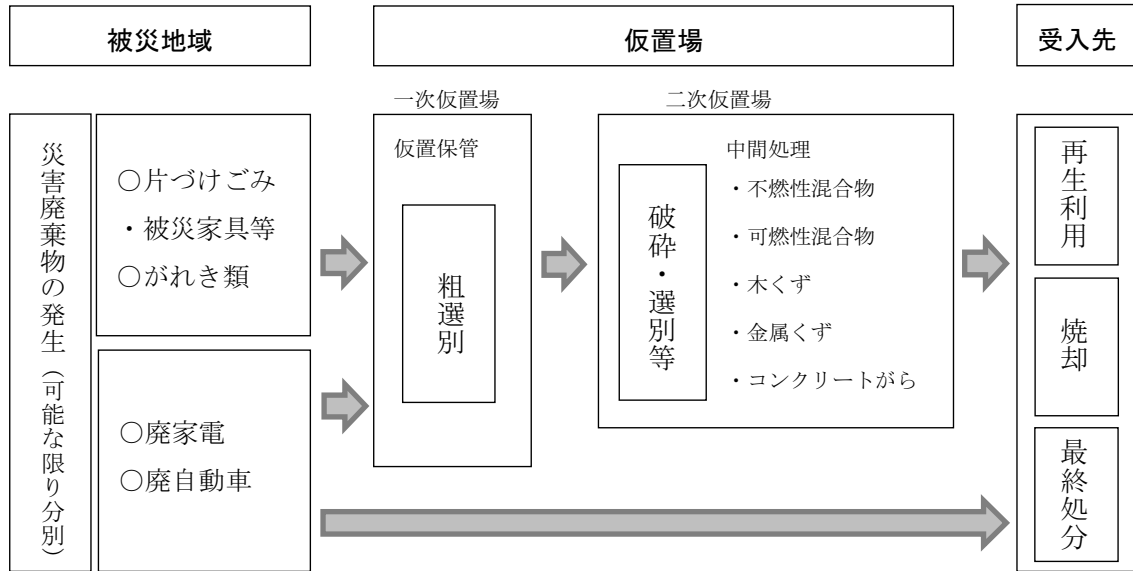 被災地域
仮置場
受入先
災害廃棄物の発生（可能な限り分別）
○片づけごみ
・被災家具等
○がれき類
○廃家電
○廃自動車
一次仮置場
仮置保管
粗選別
二次仮置場
中間処理
破砕・選別等
・不燃性混合物
・可燃性混合物
・木くず
・金属くず
・コンクリートがら
再生利用
焼却
最終処分